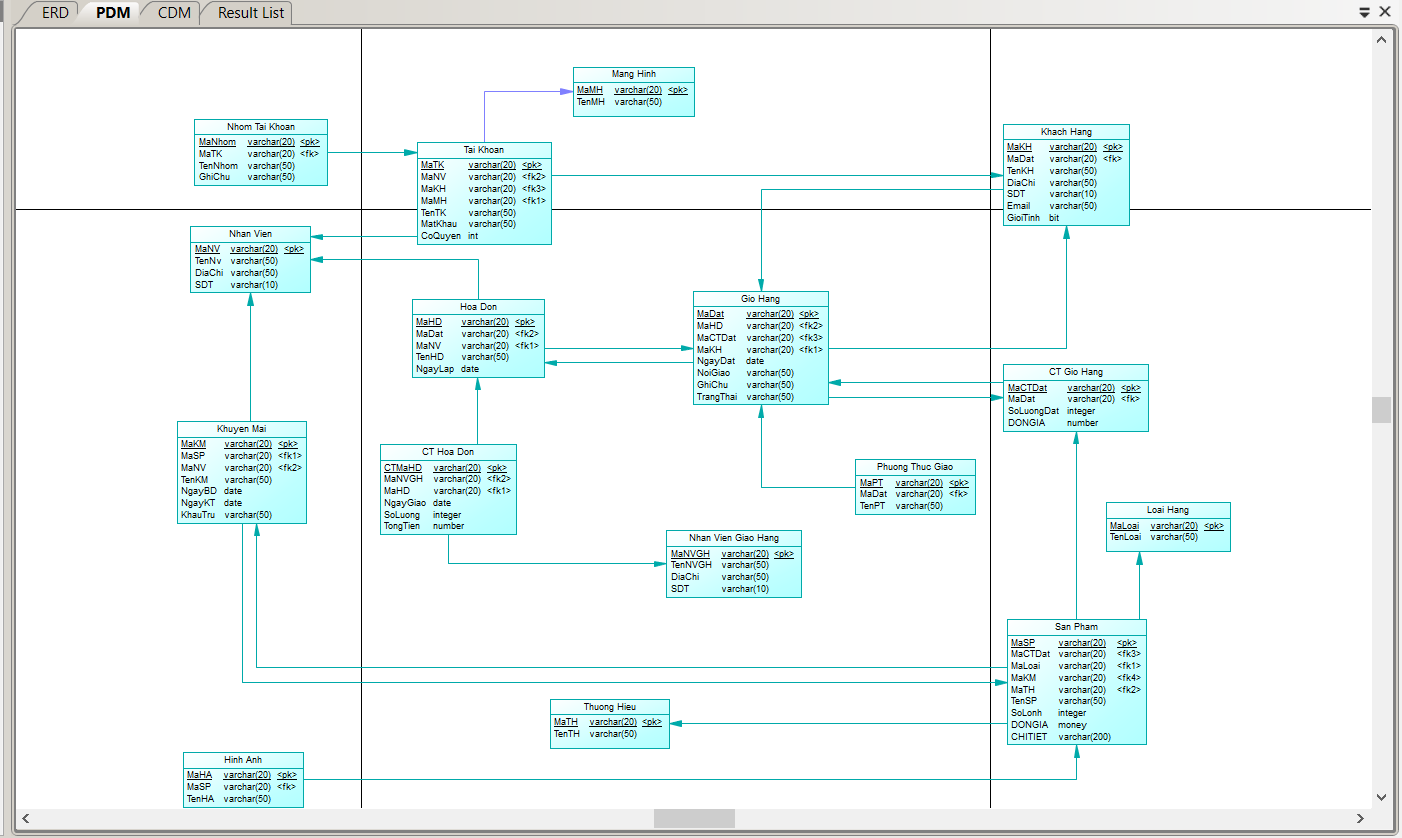 ERD PDM CDM Result List
Mang Hinh
MaMH varchar(20) <pk>
TenMH varchar(50)
Nhom Tai Khoan
MaNhom varchar(20) <pk>
MaTK varchar(20) <fk>
TenNhom varchar(50)
GhiChu varchar(50)
Tai Khoan
MaTK varchar(20) <pk>
MaNV varchar(20) <fk2>
MaKH varchar(20) <fk3>
MaMH varchar(20) <fk1>
TenTK varchar(50)
MatKhau varchar(50)
CoQuyen int
Khach Hang
MaKH varchar(20) <pk>
MaDat varchar(20) <fk>
TenKH varchar(50)
DiaChi varchar(50)
SDT varchar(10)
Email varchar(50)
GioiTinh bit
Nhan Vien
MaNV varchar(20) <pk>
TenNv varchar(50)
DiaChi varchar(50)
SDT varchar(10)
Hoa Don
MaHD varchar(20) <pk>
MaDat varchar(20) <fk2>
MaNV varchar(20) <fk1>
TenHD varchar(50)
NgayLap date
Gio Hang
MaDat varchar(20) <pk>
MaHD varchar(20) <fk2>
MaCTDat varchar(20) <fk3>
MaKH varchar(20) <fk1>
NgayDat date
NoiGiao varchar(50)
GhiChu varchar(50)
TrangThai varchar(50)
CT Gio Hang
MaCTDat varchar(20) <pk>
MaDat varchar(20) <fk>
SoLuongDat integer
DONGIA number
Khuyen Mai
MaKM varchar(20) <pk>
MaSP varchar(20) <fk1>
MaNV varchar(20) <fk2>
TenKM varchar(50)
NgayBD date
NgayKT date
KhauTru varchar(50)
CT Hoa Don
CTMaHD varchar(20) <pk>
MaNVGH varchar(20) <fk2>
MaHD varchar(20) <fk1>
NgayGiao date
SoLuong integer
TongTien number
Phuong Thuc Giao
MaPT varchar(20) <pk>
MaDat varchar(20) <fk>
TenPT varchar(50)
Loai Hang
MaLoai varchar(20) <pk>
TenLoai varchar(50)
Nhan Vien Giao Hang
MaNVGH varchar(20) <pk>
TenNVGH varchar(50)
DiaChi varchar(50)
SDT varchar(10)
San Pham
MaSP varchar(20) <pk>
MaCTDat varchar(20) <fk3>
MaLoai varchar(20) <fk1>
MaKM varchar(20) <fk4>
MaTH varchar(20) <fk2>
TenSP varchar(50)
SoLonh integer
DONGIA money
CHITIET varchar(200)
Thuong Hieu
MaTH varchar(20) <pk>
TenTH varchar(50)
Hinh Anh
MaHA varchar(20) <pk>
MaSP varchar(20) <fk>
TenHA varchar(50)